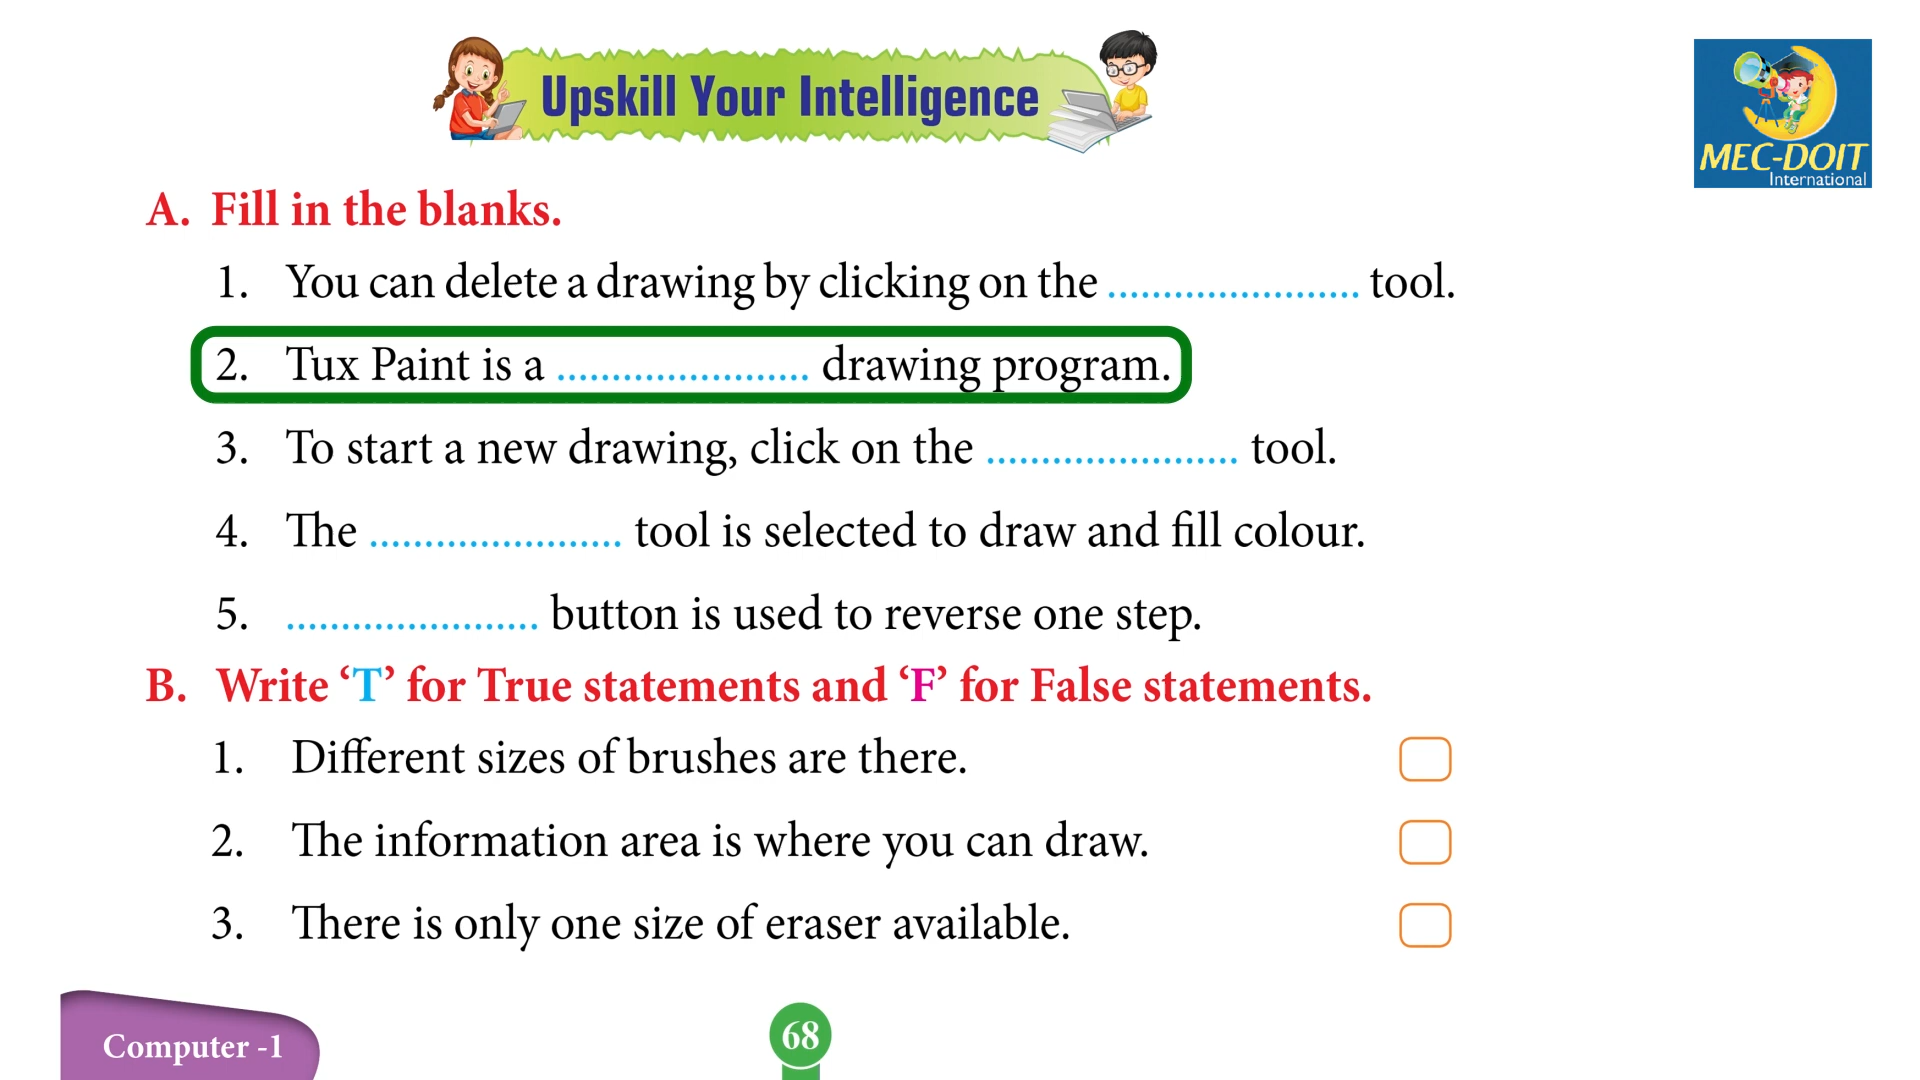 Upskill Your Intelligence
MEC-DOIT
International
A. Fill in the blanks.
1. You can delete a drawing by clicking on the ....................... tool.
2. Tux Paint is a ....................... drawing program.
3. To start a new drawing, click on the ....................... tool.
4. The ....................... tool is selected to draw and fill colour.
5. ....................... button is used to reverse one step.
B. Write ‘T’ for True statements and ‘F’ for False statements.
1. Different sizes of brushes are there.
2. The information area is where you can draw.
3. There is only one size of eraser available.
Computer -1
68